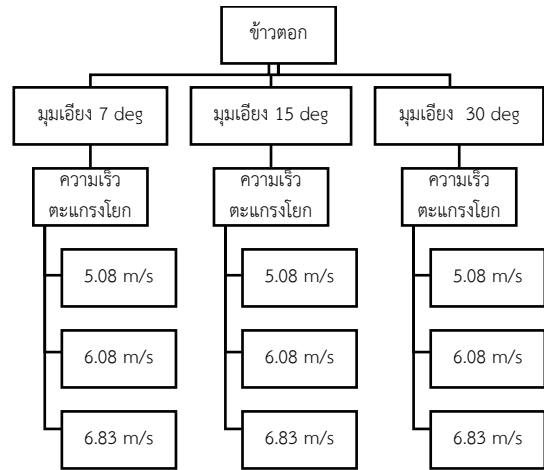 ข้าวตอก
มุมเอียง 7 deg
มุมเอียง 15 deg
มุมเอียง 30 deg
ความเร็ว
ตะแกรงโยก
ความเร็ว
ตะแกรงโยก
ความเร็ว
ตะแกรงโยก
5.08 m/s
5.08 m/s
5.08 m/s
6.08 m/s
6.08 m/s
6.08 m/s
6.83 m/s
6.83 m/s
6.83 m/s